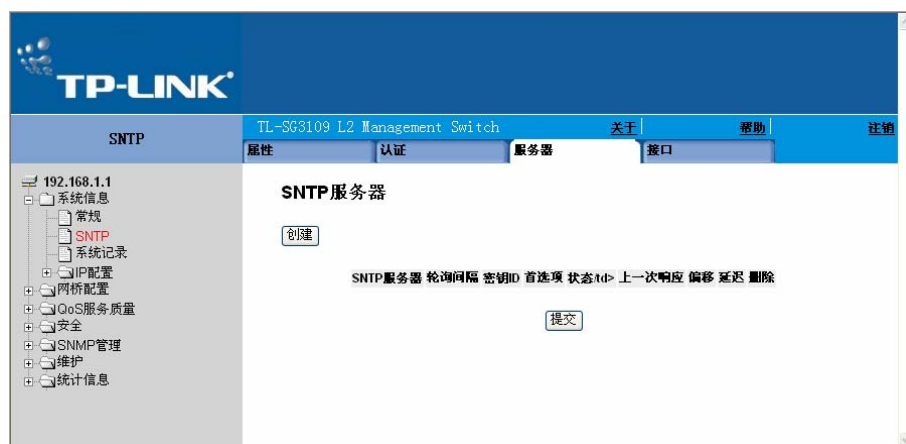 TP-LINK
SNTP
TL-SG3109 L2 Management Switch
关于
帮助
注销
属性
认证
服务器
接口
192.168.1.1
系统信息
常规
SNTP
系统记录
IP配置
网桥配置
QoS服务质量
安全
SNMP管理
维护
统计信息
SNTP服务器
创建
SNTP服务器 轮询间隔 密钥ID 首选项 状态/td> 上一次响应 偏移 延迟 删除
提交